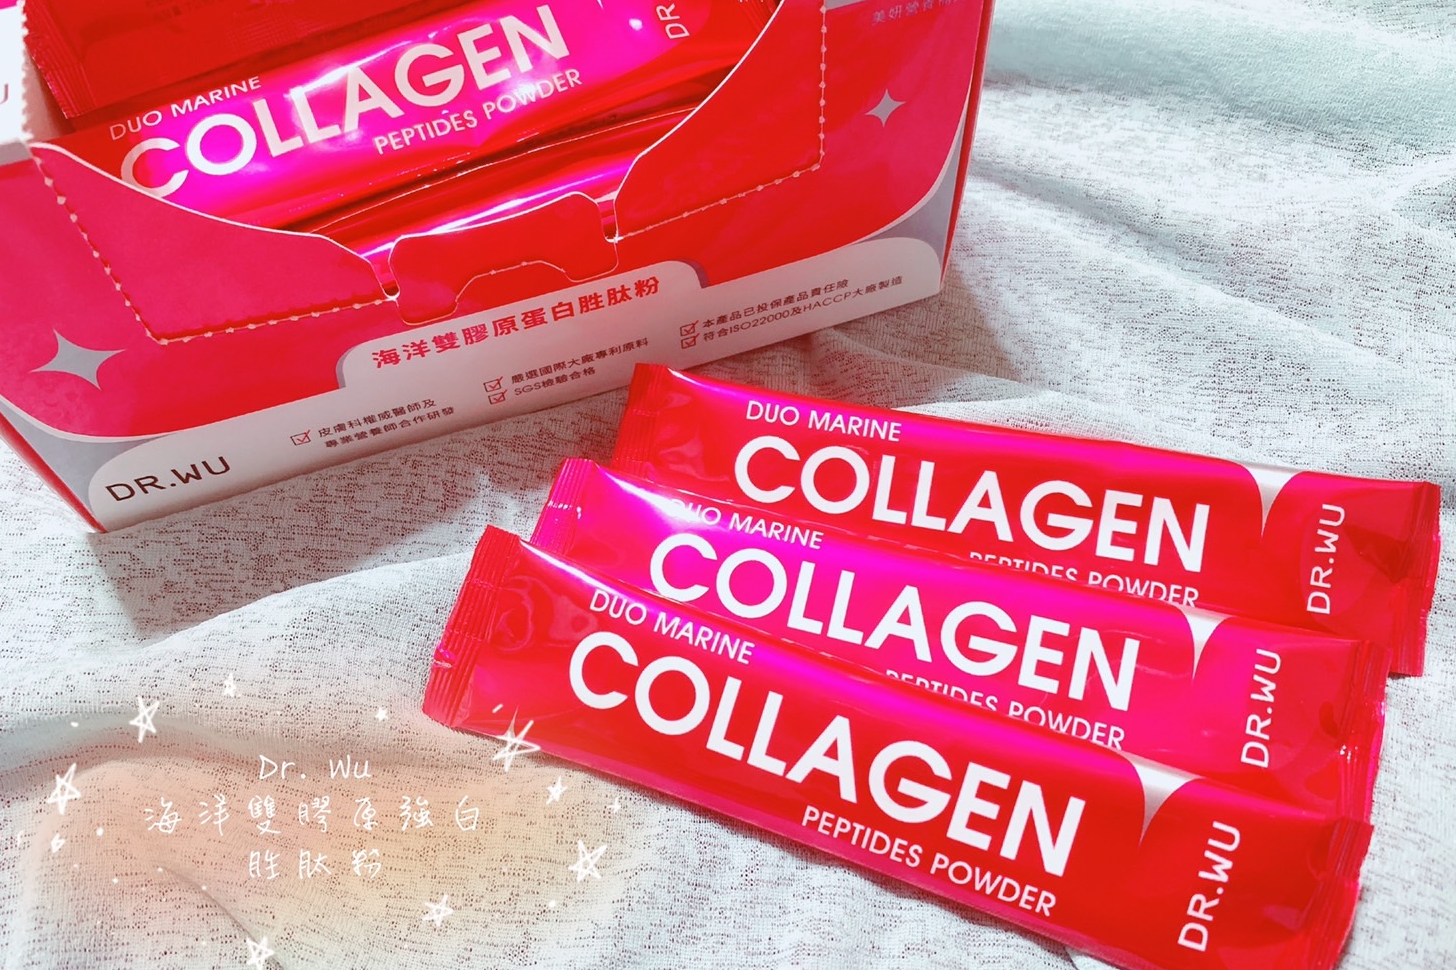 DUO MARINE
COLLAGEN
PEPTIDES POWDER
DR
海洋雙膠原蛋白胜肽粉
皮膚科權威醫師及
專業營養師合作研發
嚴選國際大廠專利原料
SGS檢驗合格
本產品已投保產品責任險
符合ISO22000及HACCP大廠製造
DR.WU
DUO MARINE
COLLAGEN
PEPTIDES POWDER
DR.WU
DUO MARINE
COLLAGEN
PEPTIDES POWDER
DR.WU
DUO MARINE
COLLAGEN
PEPTIDES POWDER
DR.WU
Dr. Wu
海洋雙膠原強白
胜肽粉